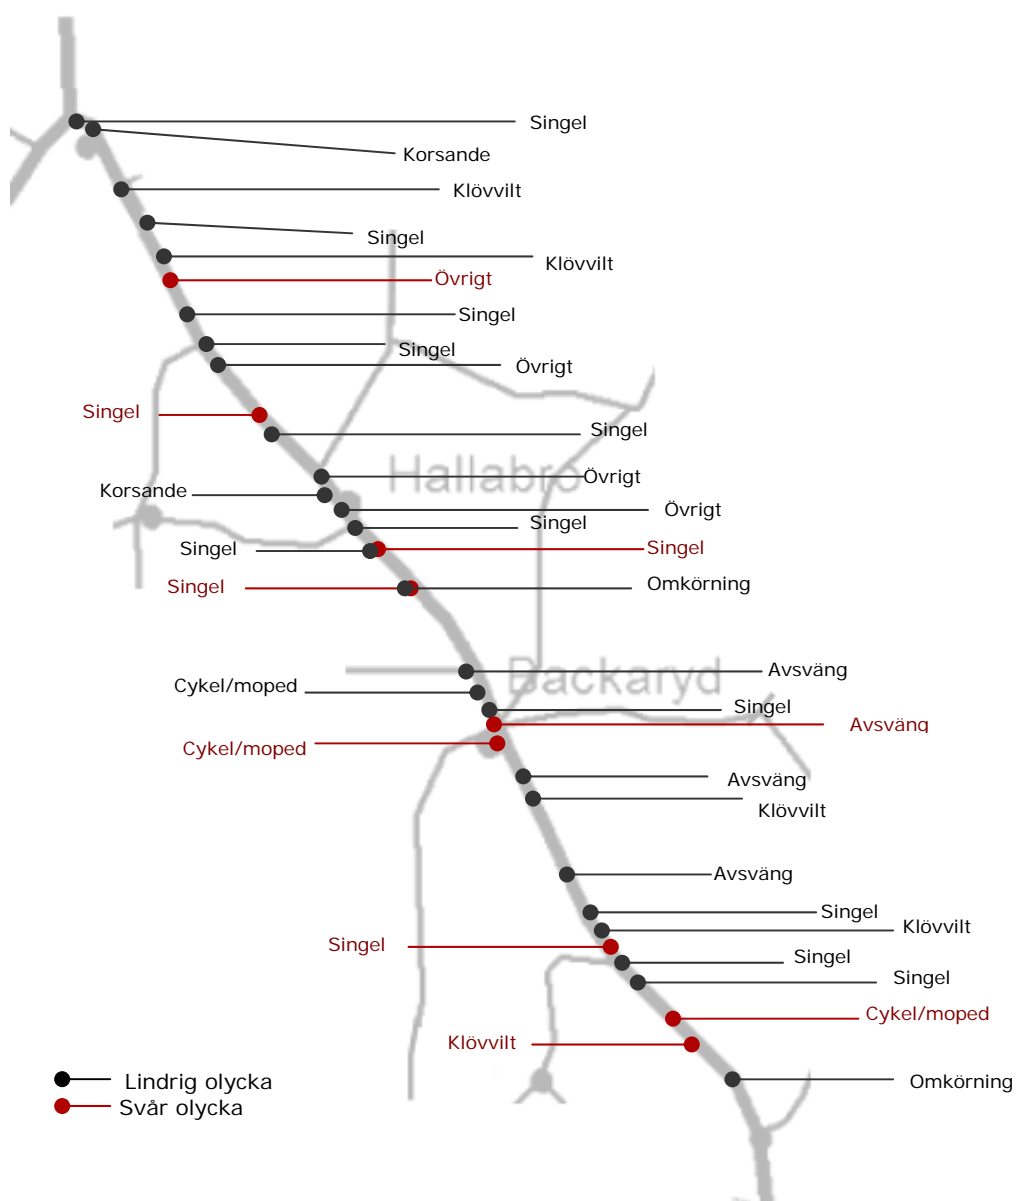 Singel
Korsande
Klövvilt
Singel
Klövvilt
Övrigt
Singel
Singel
Övrigt
Singel
Singel
Hallabro
Övrigt
Korsande
Övrigt
Singel
Singel
Singel
Singel
Omkörning
Backaryd
Avsväng
Cykel/moped
Singel
Avsväng
Cykel/moped
Avsväng
Klövvilt
Avsväng
Singel
Klövvilt
Singel
Singel
Singel
Cykel/moped
Klövvilt
Omkörning
Lindrig olycka
Svår olycka